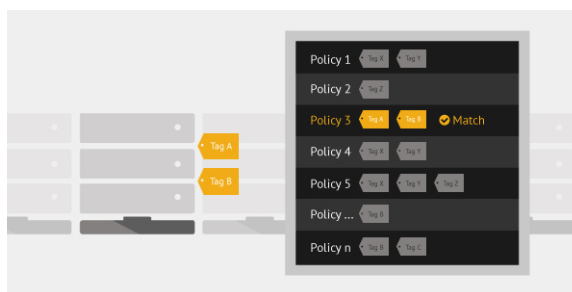 Tag A
Tag B
Policy 1 Tag X Tag Y
Policy 2 Tag Z
Policy 3 Tag A Tag B Match
Policy 4 Tag X Tag Y
Policy 5 Tag X Tag Y Tag Z
Policy ... Tag B
Policy n Tag B Tag C